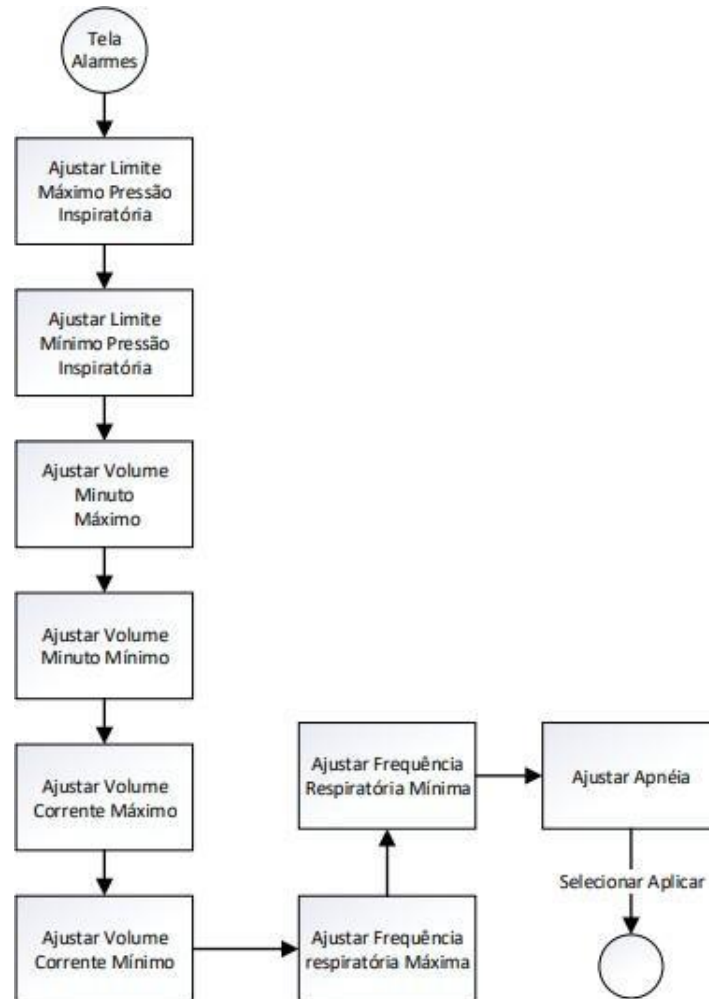 Tela
Alarmes
Ajustar Limite
Máximo Pressão
Inspiratória
Ajustar Limite
Mínimo Pressão
Inspiratória
Ajustar Volume
Minuto
Máximo
Ajustar Volume
Minuto Mínimo
Ajustar Volume
Corrente Máximo
Ajustar Volume
Corrente Mínimo
Ajustar Frequência
respiratória Máxima
Ajustar Frequência
Respiratória Mínima
Ajustar Apnéia
Selecionar Aplicar